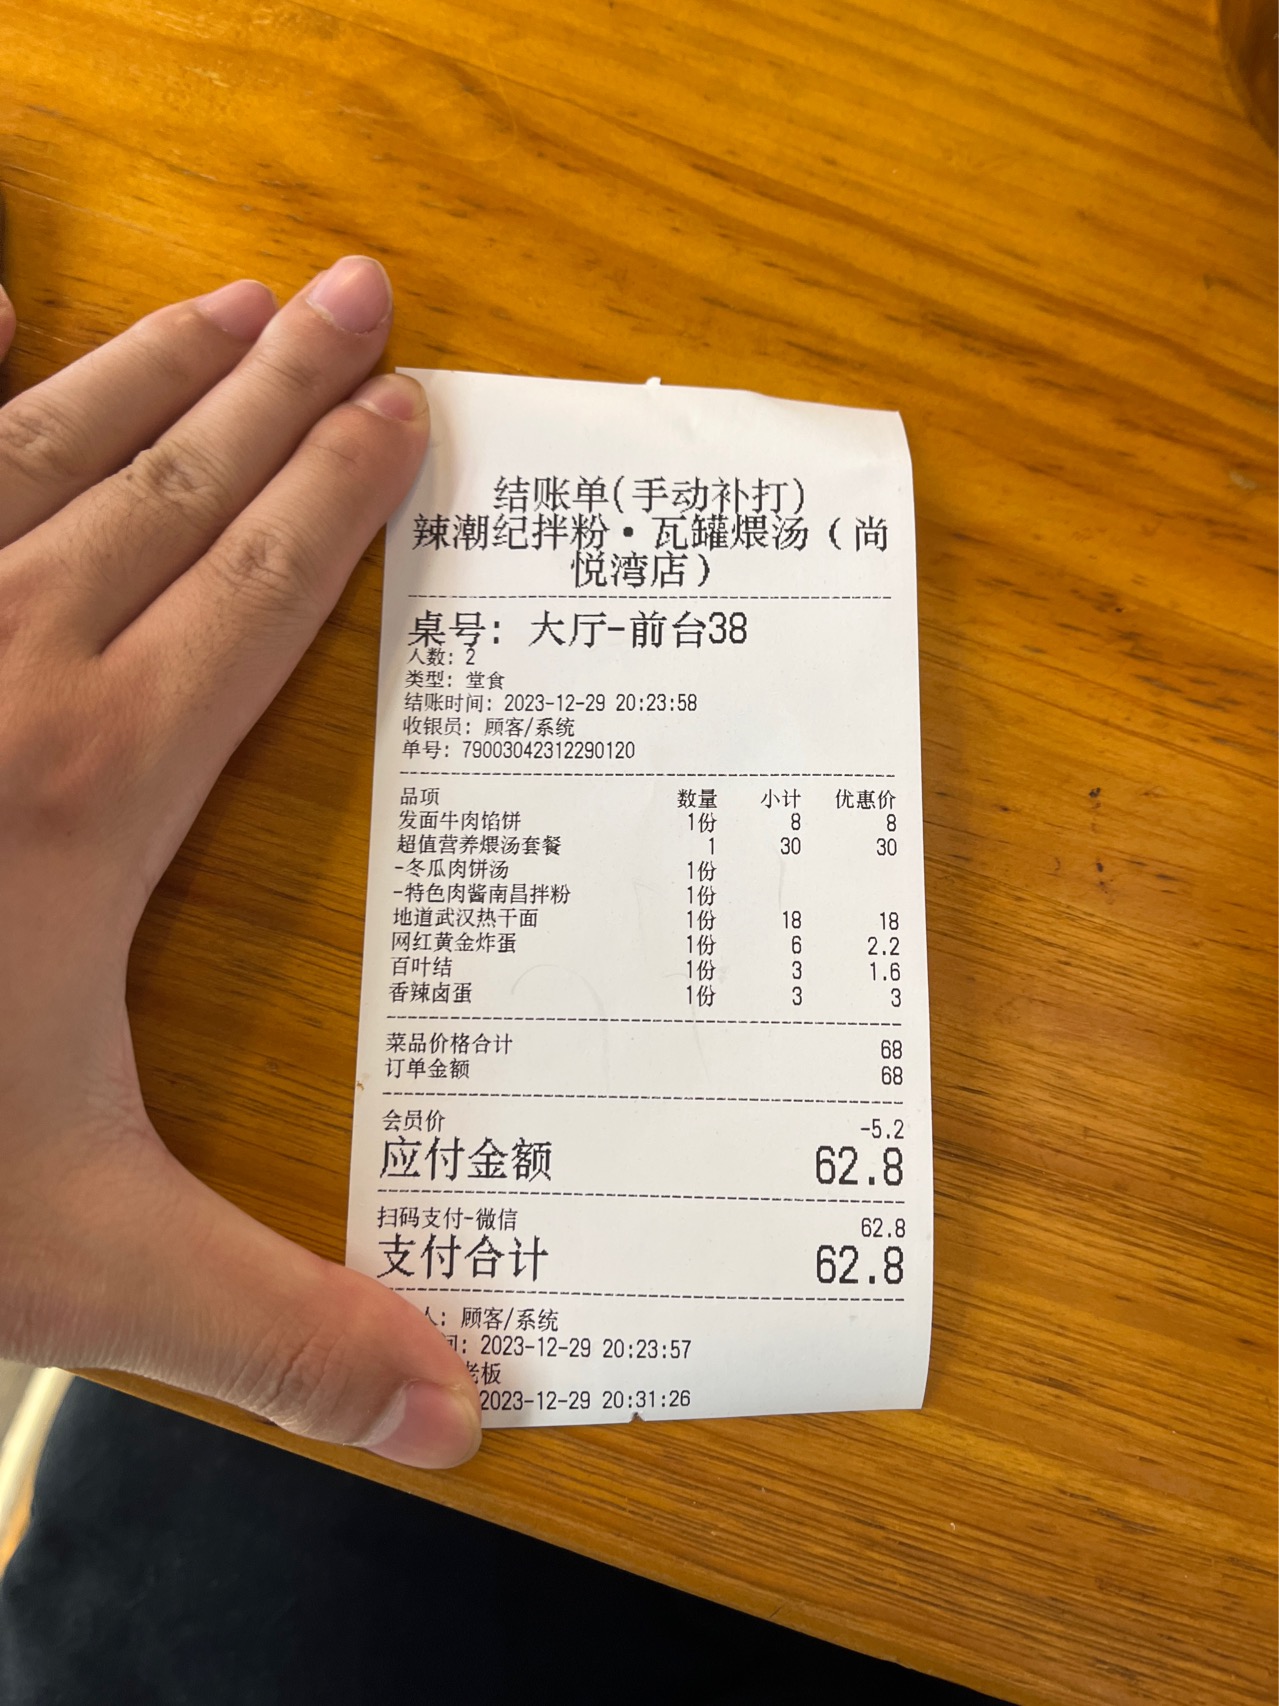 结账单(手动补打)
辣潮纪拌粉·瓦罐煨汤(尚
悦湾店)
桌号: 大厅-前台38
人数: 2
类型: 堂食
结账时间: 2023-12-29 20:23:58
收银员: 顾客/系统
单号: 79003042312290120
品项 数量 小计 优惠价
发面牛肉馅饼 1份 8 8
超值营养煨汤套餐 1 30 30
-冬瓜肉饼汤 1份
-特色肉酱南昌拌粉 1份
地道武汉热干面 1份 18 18
网红黄金炸蛋 1份 6 2.2
百叶结 1份 3 1.6
香辣卤蛋 1份 3 3
菜品价格合计 68
订单金额 68
会员价 -5.2
应付金额 62.8
扫码支付-微信 62.8
支付合计 62.8
人: 顾客/系统
间: 2023-12-29 20:23:57
老板
2023-12-29 20:31:26